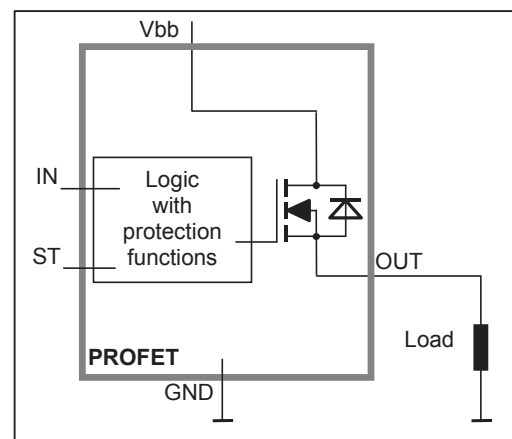 Vbb
IN
Logic
with
protection
functions
ST
OUT
Load
PROFET
GND